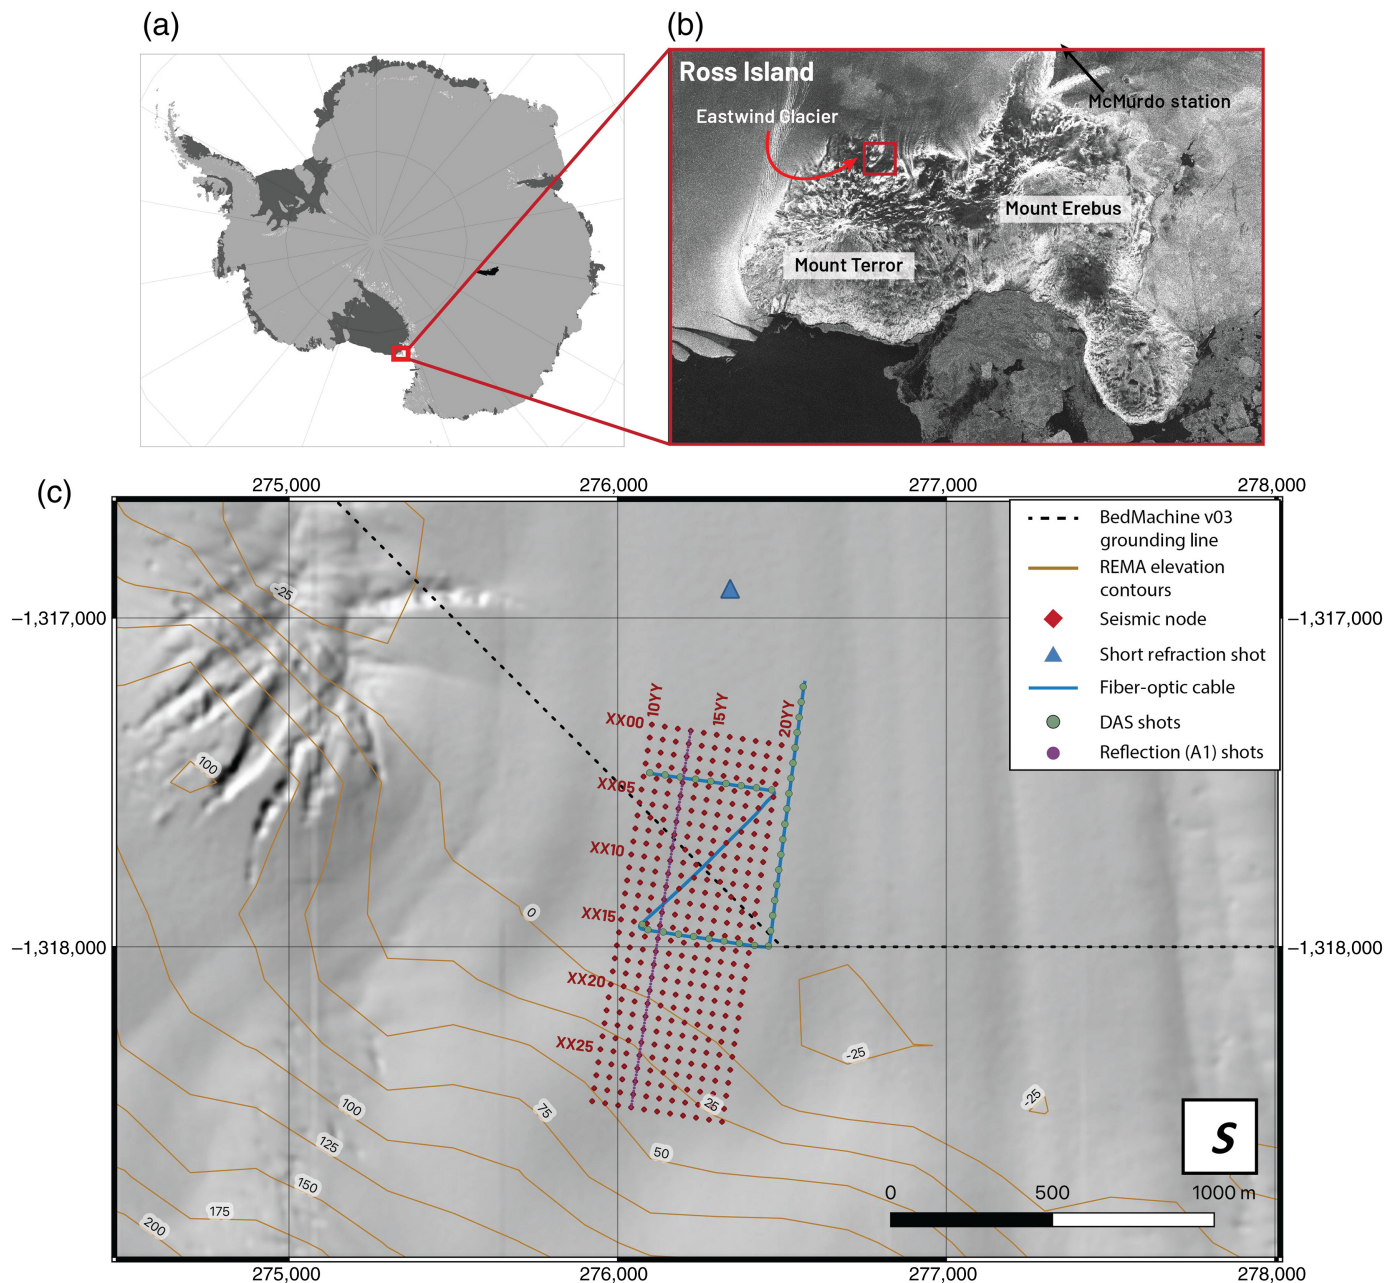 (a)
(b)
Ross Island
McMurdo station
Eastwind Glacier
Mount Erebus
Mount Terror
(c)
275,000
276,000
277,000
278,000
BedMachine v03
grounding line
REMA elevation
contours
Seismic node
Short refraction shot
Fiber-optic cable
DAS shots
Reflection (A1) shots
−1,317,000
−1,317,000
−1,318,000
−1,318,000
10YY
15YY
20YY
XX00
XX05
XX10
XX15
XX20
XX25
-25
100
0
-25
-25
25
50
75
100
125
150
175
200
S
0
500
1000 m
275,000
276,000
277,000
278,000